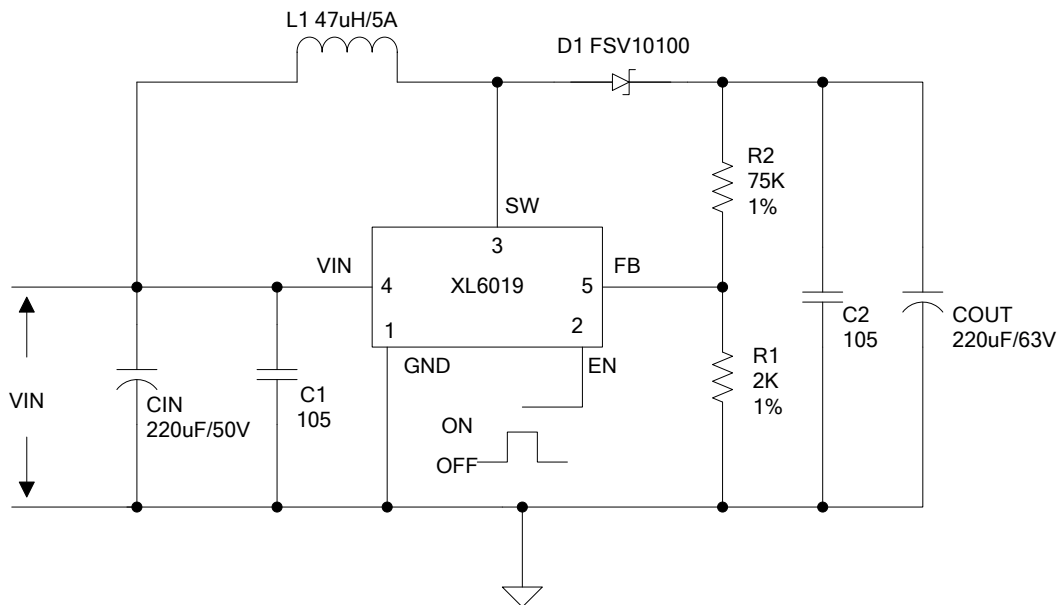 L1 47uH/5A
D1 FSV10100
R2
75K
1%
SW
3
VIN
4
XL6019
5
FB
1
2
GND
EN
C2
105
COUT
220uF/63V
R1
2K
1%
VIN
CIN
220uF/50V
C1
105
ON
OFF